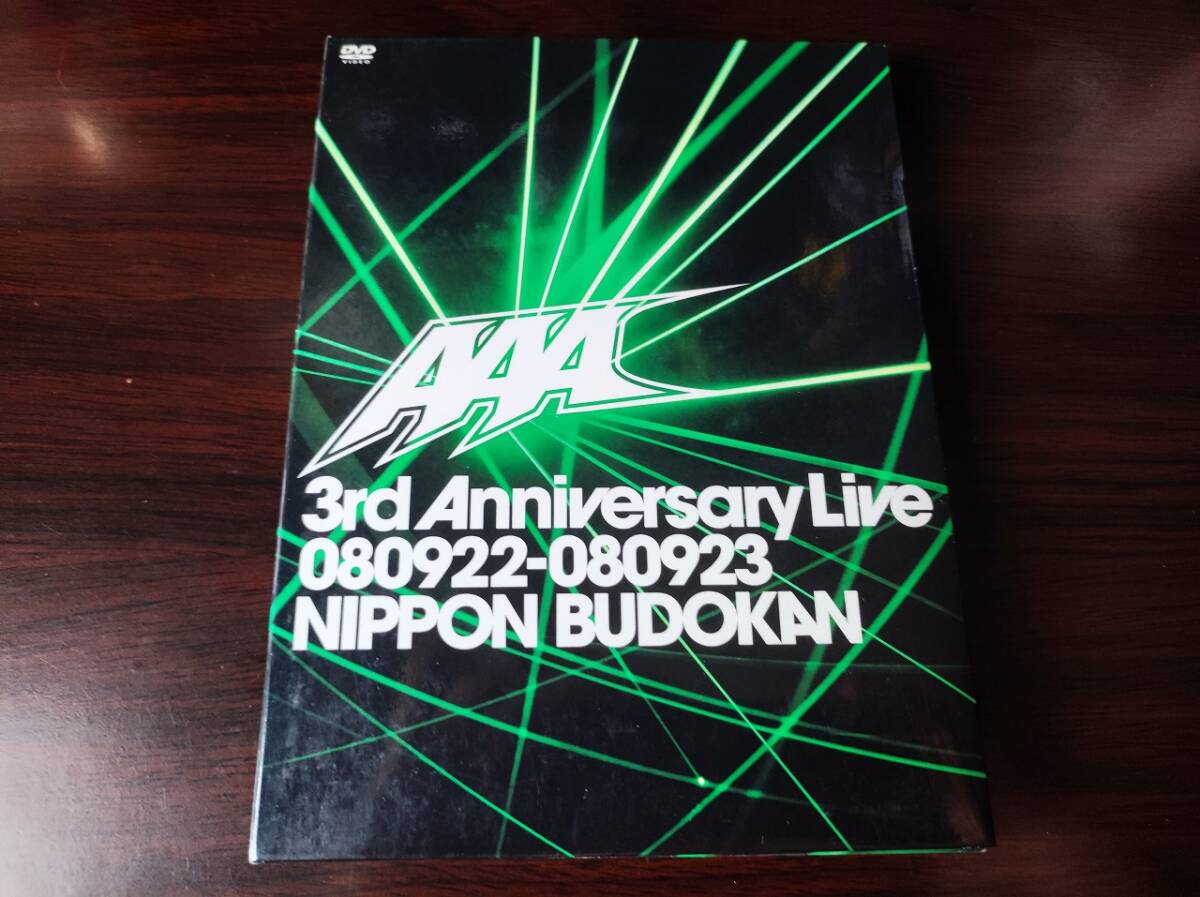 DVD
VIDEO
AAA
3rd Anniversary Live
080922-080923
NIPPON BUDOKAN